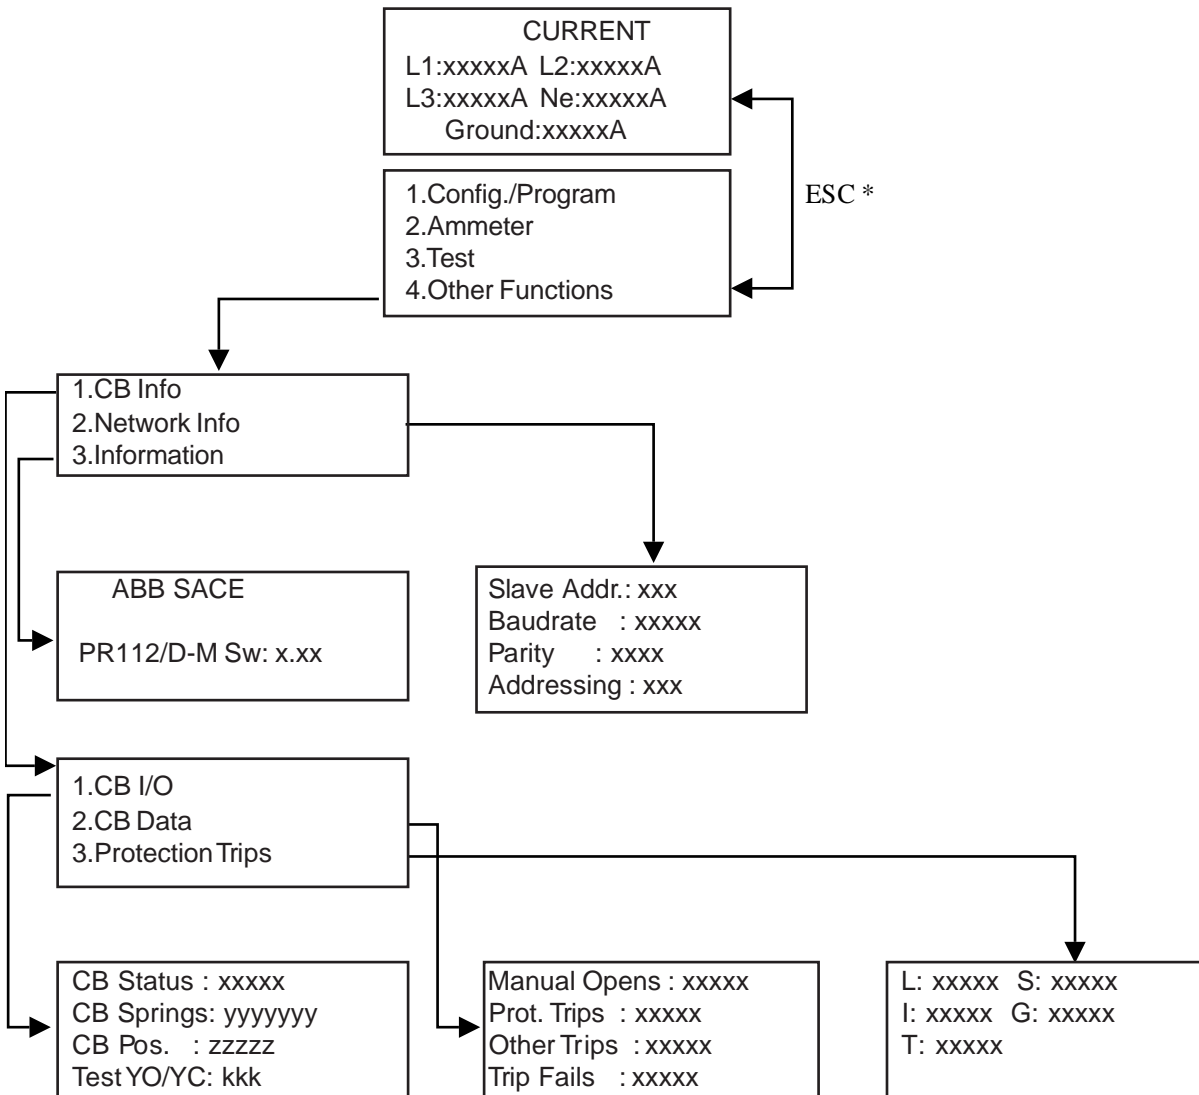 CURRENT
L1:xxxxxA L2:xxxxxA
L3:xxxxxA Ne:xxxxxA
Ground:xxxxxA
ESC *
1.Config./Program
2.Ammeter
3.Test
4.Other Functions
1.CB Info
2.Network Info
3.Information
ABB SACE
PR112/D-M Sw: x.xx
Slave Addr.: xxx
Baudrate : xxxxx
Parity : xxxx
Addressing : xxx
1.CB I/O
2.CB Data
3.Protection Trips
CB Status : xxxxx
CB Springs: yyyyyyy
CB Pos. : zzzzz
Test YO/YC: kkk
Manual Opens : xxxxx
Prot. Trips : xxxxx
Other Trips : xxxxx
Trip Fails : xxxxx
L: xxxxx S: xxxxx
I: xxxxx G: xxxxx
T: xxxxx